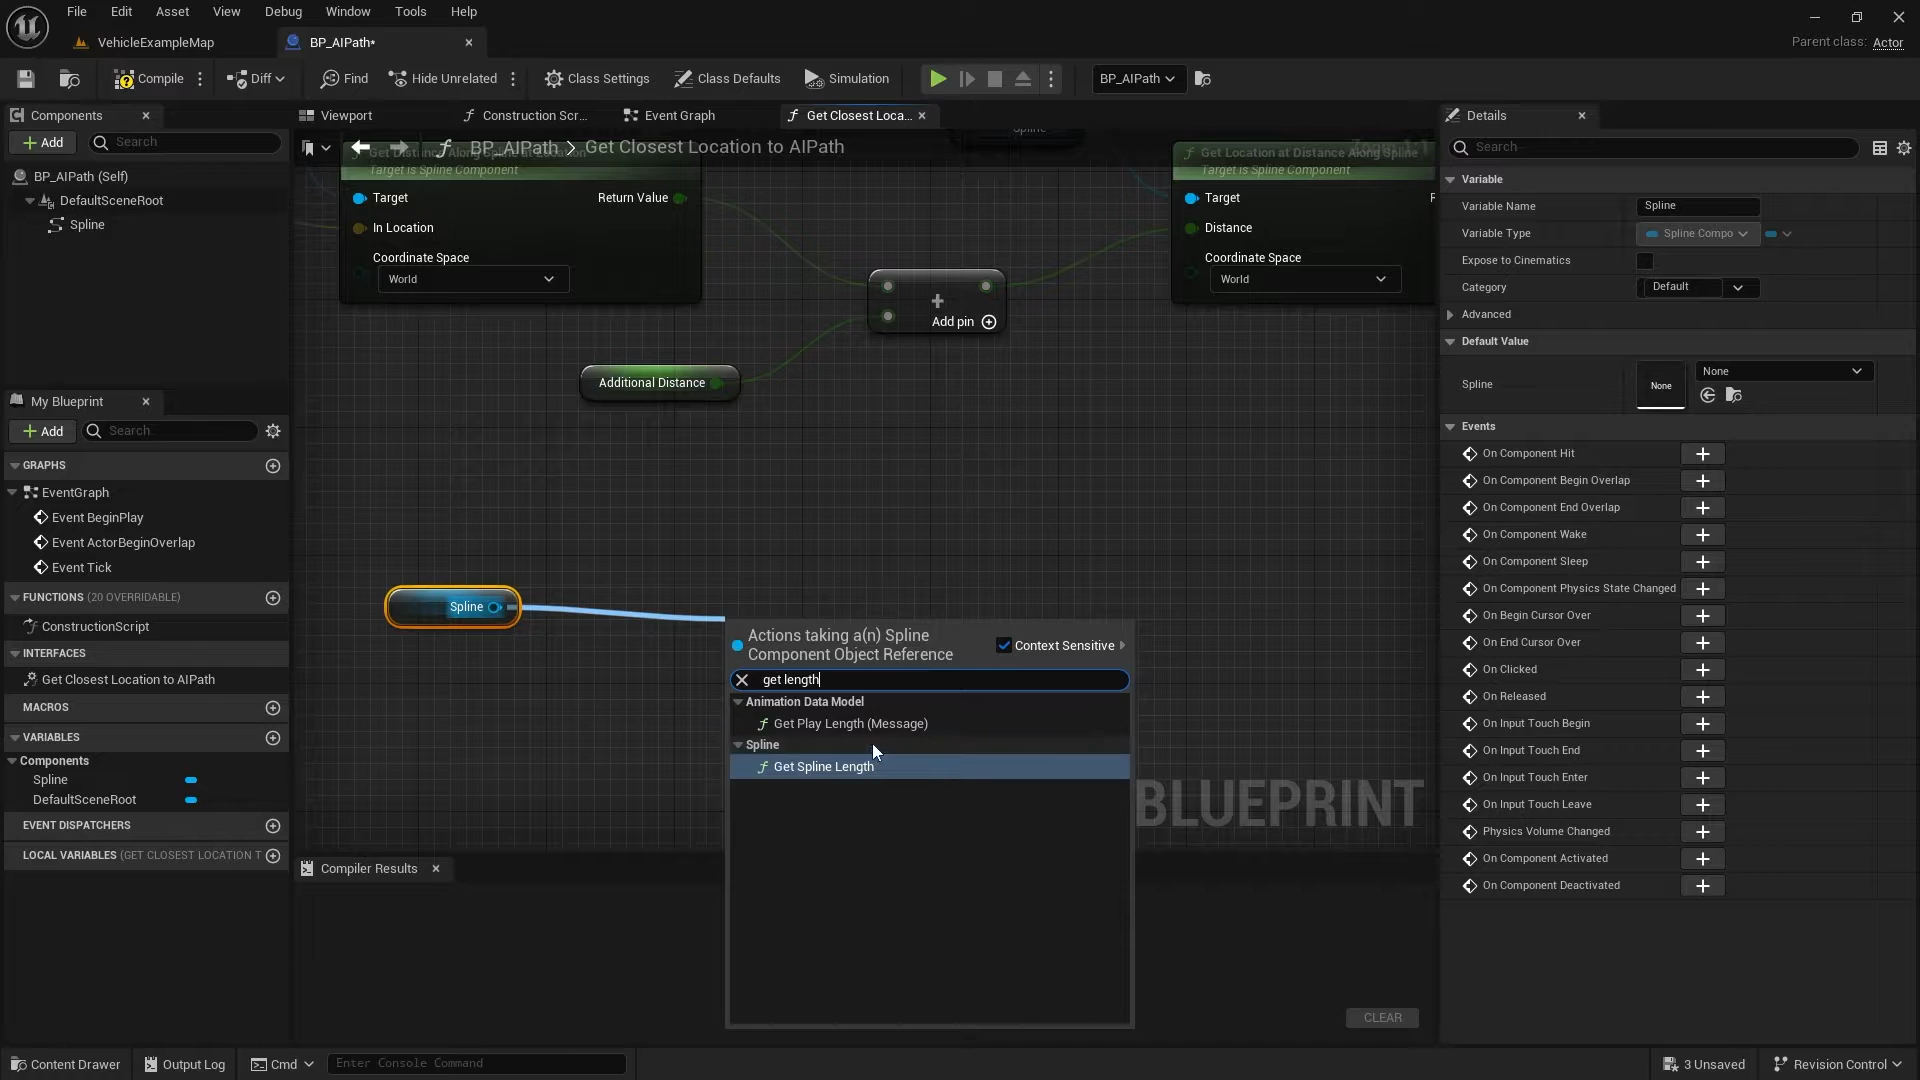 File Edit Asset View Debug Window Tools Help
VehicleExampleMap
BP_AIPath*
Parent class: Actor
Compile
Diff
Find
Hide Unrelated
Class Settings
Class Defaults
Simulation
BP_AIPath
Components
Add
Search
BP_AIPath (Self)
DefaultSceneRoot
Spline
My Blueprint
Add
Search
GRAPHS
EventGraph
Event BeginPlay
Event ActorBeginOverlap
Event Tick
FUNCTIONS (20 OVERRIDABLE)
ConstructionScript
INTERFACES
Get Closest Location to AIPath
MACROS
VARIABLES
Components
Spline
DefaultSceneRoot
EVENT DISPATCHERS
LOCAL VARIABLES (GET CLOSEST LOCATION T
Viewport
Construction Scr...
Event Graph
Get Closest Loca...
BP_AIPath > Get Closest Location to AIPath
Spline
Get Distance Along Spline at Location
Target is Spline Component
Target
Return Value
In Location
Coordinate Space
World
Add pin
Additional Distance
Get Location at Distance Along Spline
Target is Spline Component
Target
R
Distance
Coordinate Space
World
Spline
Actions taking a(n) Spline
Component Object Reference
Context Sensitive
get length
Animation Data Model
Get Play Length (Message)
Spline
Get Spline Length
BLUEPRINT
Compiler Results
CLEAR
Details
Search
Variable
Variable Name
Spline
Variable Type
Spline Compo
Expose to Cinematics
Category
Default
Advanced
Default Value
Spline
None
None
Events
On Component Hit
On Component Begin Overlap
On Component End Overlap
On Component Wake
On Component Sleep
On Component Physics State Changed
On Begin Cursor Over
On End Cursor Over
On Clicked
On Released
On Input Touch Begin
On Input Touch End
On Input Touch Enter
On Input Touch Leave
Physics Volume Changed
On Component Activated
On Component Deactivated
Content Drawer
Output Log
Cmd
Enter Console Command
3 Unsaved
Revision Control